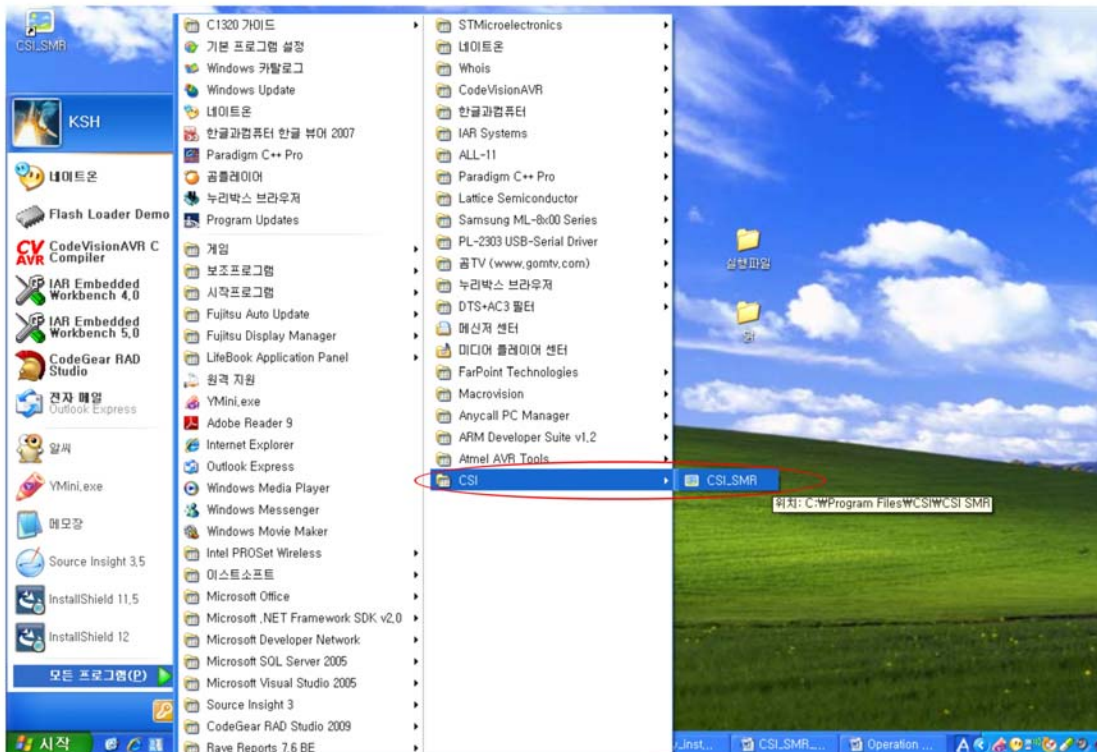 CSI_SMR
KSH
네이트온
Flash Loader Demo
CodeVisionAVR C
Compiler
IAR Embedded
Workbench 4.0
IAR Embedded
Workbench 5.0
CodeGear RAD
Studio
전자 메일
Outlook Express
알씨
YMini.exe
메모장
Source Insight 3.5
InstallShield 11.5
InstallShield 12
모든 프로그램(P)
시작
C1320 가이드
기본 프로그램 설정
Windows 카탈로그
Windows Update
네이트온
한글과컴퓨터 한글 뷰어 2007
Paradigm C++ Pro
곰플레이어
누리박스 브라우저
Program Updates
게임
보조프로그램
시작프로그램
Fujitsu Auto Update
Fujitsu Display Manager
LifeBook Application Panel
원격 지원
YMini.exe
Adobe Reader 9
Internet Explorer
Outlook Express
Windows Media Player
Windows Messenger
Windows Movie Maker
Intel PROSet Wireless
이스트소프트
Microsoft Office
Microsoft .NET Framework SDK v2.0
Microsoft Developer Network
Microsoft SQL Server 2005
Microsoft Visual Studio 2005
Source Insight 3
CodeGear RAD Studio 2009
Rave Reports 7.6 BE
STMicroelectronics
네이트온
Whois
CodeVisionAVR
한글과컴퓨터
IAR Systems
ALL-11
Paradigm C++ Pro
Lattice Semiconductor
Samsung ML-8x00 Series
PL-2303 USB-Serial Driver
곰TV (www.gomtv.com)
누리박스 브라우저
DTS+AC3 필터
메신저 센터
미디어 플레이어 센터
FarPoint Technologies
Macrovision
Anycall PC Manager
ARM Developer Suite v1.2
Atmel AVR Tools
CSI
CSI_SMR
위치: C:₩Program Files₩CSI₩CSI SMR
실행파일
CSI_SMR_...
Operation ...
A